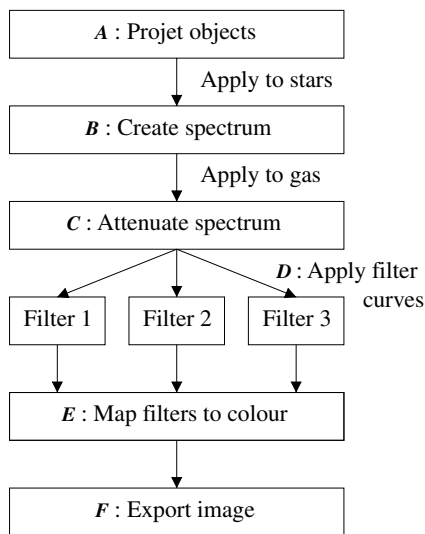 A : Projet objects
Apply to stars
B : Create spectrum
Apply to gas
C : Attenuate spectrum
D : Apply filter
curves
Filter 1 Filter 2 Filter 3
E : Map filters to colour
F : Export image